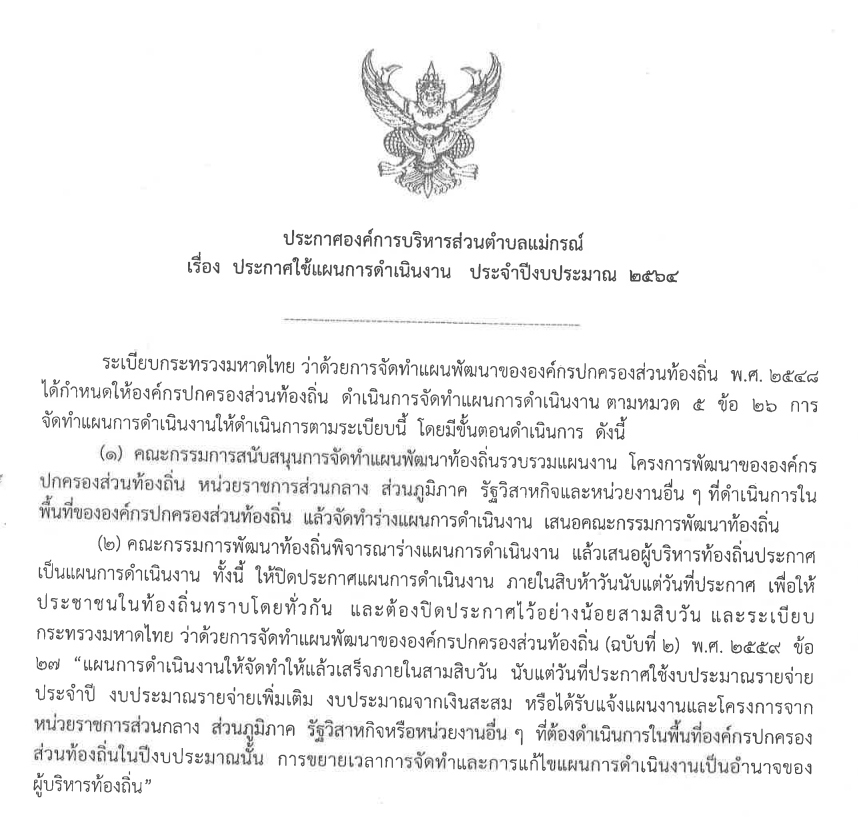 ประกาศองค์การบริหารส่วนตำบลแม่กรณ์
เรื่อง ประกาศใช้แผนการดำเนินงาน ประจำปีงบประมาณ ๒๕๖๔
ระเบียบกระทรวงมหาดไทย ว่าด้วยการจัดทำแผนพัฒนาขององค์กรปกครองส่วนท้องถิ่น พ.ศ. ๒๕๔๘
ได้กำหนดให้องค์กรปกครองส่วนท้องถิ่น ดำเนินการจัดทำแผนการดำเนินงาน ตามหมวด ๕ ข้อ ๒๖ การ
จัดทำแผนการดำเนินงานให้ดำเนินการตามระเบียบนี้ โดยมีขั้นตอนดำเนินการ ดังนี้
(๑) คณะกรรมการสนับสนุนการจัดทำแผนพัฒนาท้องถิ่นรวบรวมแผนงาน โครงการพัฒนาขององค์กร
ปกครองส่วนท้องถิ่น หน่วยราชการส่วนกลาง ส่วนภูมิภาค รัฐวิสาหกิจและหน่วยงานอื่น ๆ ที่ดำเนินการใน
พื้นที่ขององค์กรปกครองส่วนท้องถิ่น แล้วจัดทำร่างแผนการดำเนินงาน เสนอคณะกรรมการพัฒนาท้องถิ่น
(๒) คณะกรรมการพัฒนาท้องถิ่นพิจารณาร่างแผนการดำเนินงาน แล้วเสนอผู้บริหารท้องถิ่นประกาศ
เป็นแผนการดำเนินงาน ทั้งนี้ ให้ปิดประกาศแผนการดำเนินงาน ภายในสิบห้าวันนับแต่วันที่ประกาศ เพื่อให้
ประชาชนในท้องถิ่นทราบโดยทั่วกัน และต้องปิดประกาศไว้อย่างน้อยสามสิบวัน และระเบียบ
กระทรวงมหาดไทย ว่าด้วยการจัดทำแผนพัฒนาขององค์กรปกครองส่วนท้องถิ่น (ฉบับที่ ๒) พ.ศ. ๒๕๕๙ ข้อ
๒๗ “แผนการดำเนินงานให้จัดทำให้แล้วเสร็จภายในสามสิบวัน นับแต่วันที่ประกาศใช้งบประมาณรายจ่าย
ประจำปี งบประมาณรายจ่ายเพิ่มเติม งบประมาณจากเงินสะสม หรือได้รับแจ้งแผนงานและโครงการจาก
หน่วยราชการส่วนกลาง ส่วนภูมิภาค รัฐวิสาหกิจหรือหน่วยงานอื่น ๆ ที่ต้องดำเนินการในพื้นที่องค์กรปกครอง
ส่วนท้องถิ่นในปีงบประมาณนั้น การขยายเวลาการจัดทำและการแก้ไขแผนการดำเนินงานเป็นอำนาจของ
ผู้บริหารท้องถิ่น”